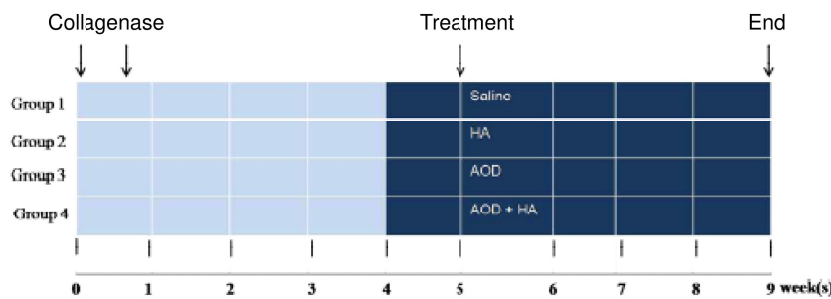 Collagenase Treatment End
Group 1 Saline
Group 2 HA
Group 3 AOD
Group 4 AOD + HA
0 1 2 3 4 5 6 7 8 9 week(s)